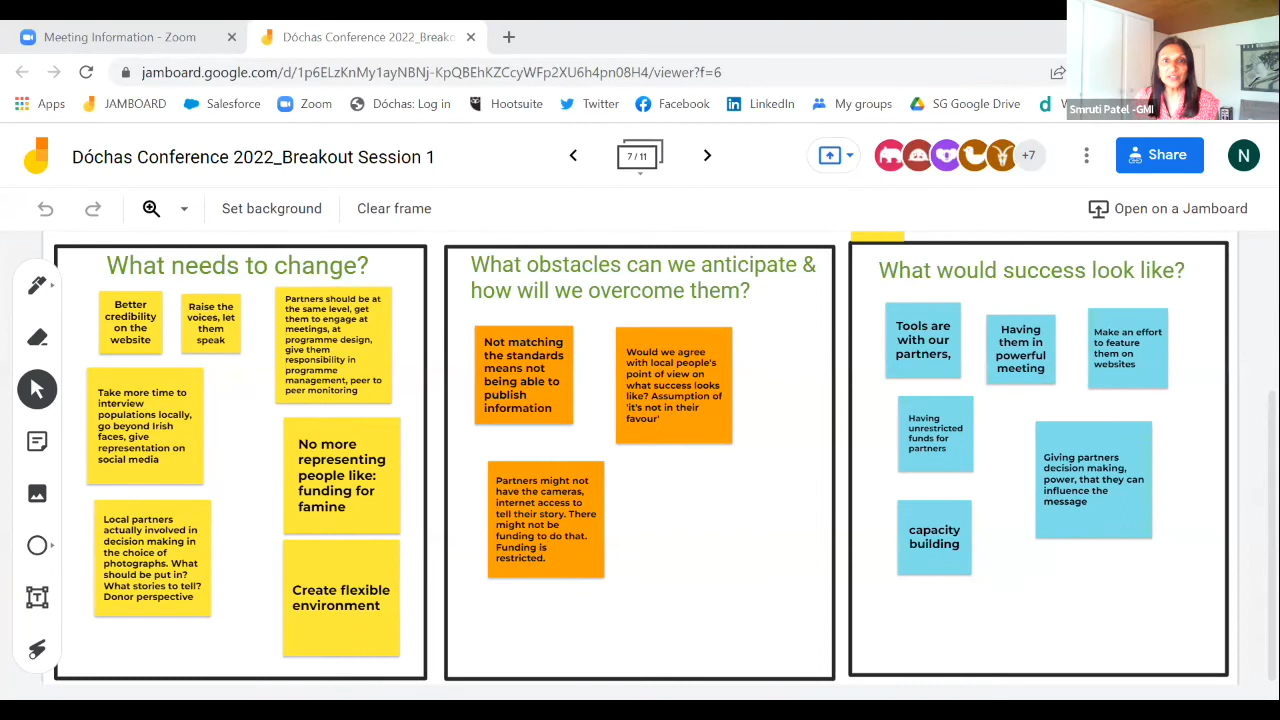 Meeting Information - Zoom
Dóchas Conference 2022_Breako
jamboard.google.com/d/1p6ELzKnMy1ayNBNj-KpQBEhKZCcyWFp2XU6h4pn08H4/viewer?f=6
Apps
JAMBOARD
Salesforce
Zoom
Dóchas: Log in
Hootsuite
Twitter
Facebook
LinkedIn
My groups
SG Google Drive
W
Smruti Patel -GMI
Dóchas Conference 2022_Breakout Session 1
7 / 11
+7
Share
N
Set background
Clear frame
Open on a Jamboard
What needs to change?
Better
credibility
on the
website
Raise the
voices, let
them
speak
Partners should be at
the same level, get
them to engage at
meetings, at
programme design,
give them
responsibility in
programme
management, peer to
peer monitoring
Take more time to
interview
populations locally,
go beyond Irish
faces, give
representation on
social media
No more
representing
people like:
funding for
famine
Local partners
actually involved in
decision making in
the choice of
photographs. What
should be put in?
What stories to tell?
Donor perspective
Create flexible
environment
What obstacles can we anticipate &
how will we overcome them?
Not matching
the standards
means not
being able to
publish
information
Would we agree
with local people's
point of view on
what success looks
like? Assumption of
'it's not in their
favour'
Partners might not
have the cameras,
internet access to
tell their story. There
might not be
funding to do that.
Funding is
restricted.
What would success look like?
Tools are
with our
partners,
Having
them in
powerful
meeting
Make an effort
to feature
them on
websites
Having
unrestricted
funds for
partners
Giving partners
decision making,
power, that they can
influence the
message
capacity
building